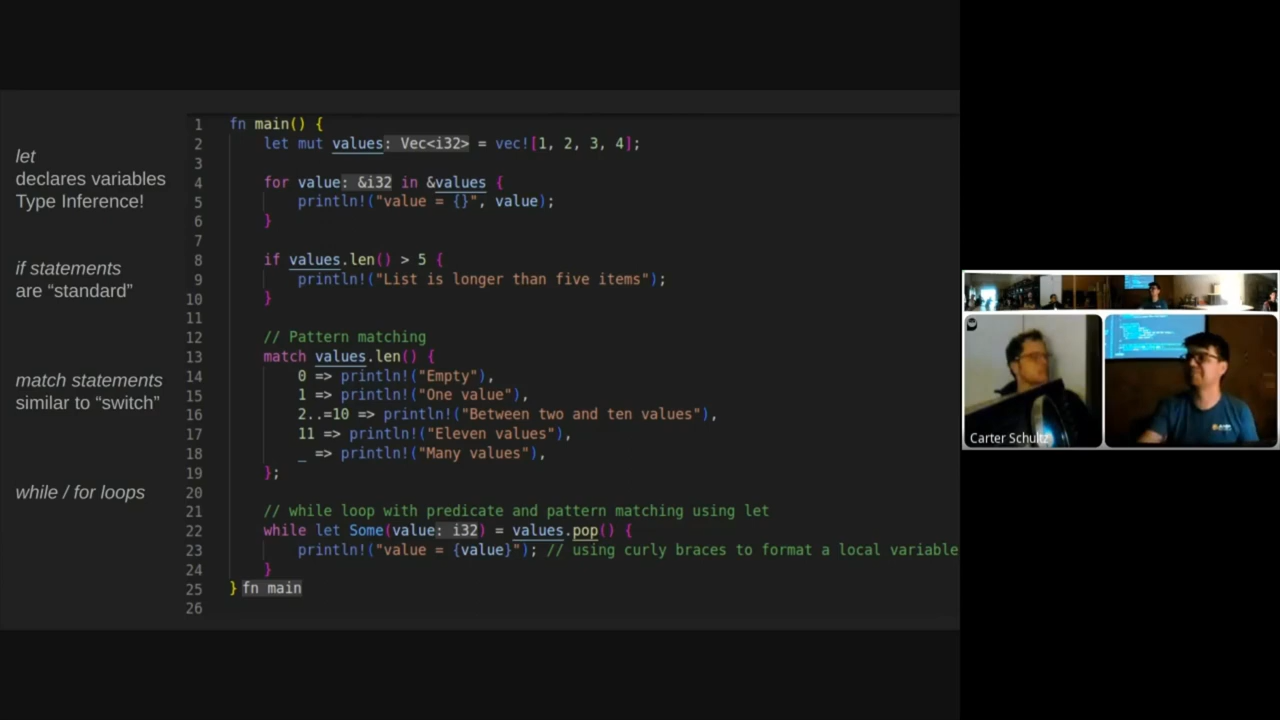 let
declares variables
Type Inference!
if statements
are “standard”
match statements
similar to “switch”
while / for loops
1 fn main() {
2 let mut values: Vec<i32> = vec![1, 2, 3, 4];
3
4 for value: &i32 in &values {
5 println!("value = {}", value);
6 }
7
8 if values.len() > 5 {
9 println!("List is longer than five items");
10 }
11
12 // Pattern matching
13 match values.len() {
14 0 => println!("Empty"),
15 1 => println!("One value"),
16 2..=10 => println!("Between two and ten values"),
17 11 => println!("Eleven values"),
18 _ => println!("Many values"),
19 };
20
21 // while loop with predicate and pattern matching using let
22 while let Some(value: i32) = values.pop() {
23 println!("value = {value}"); // using curly braces to format a local variable
24 }
25 } fn main
26
Carter Schultz